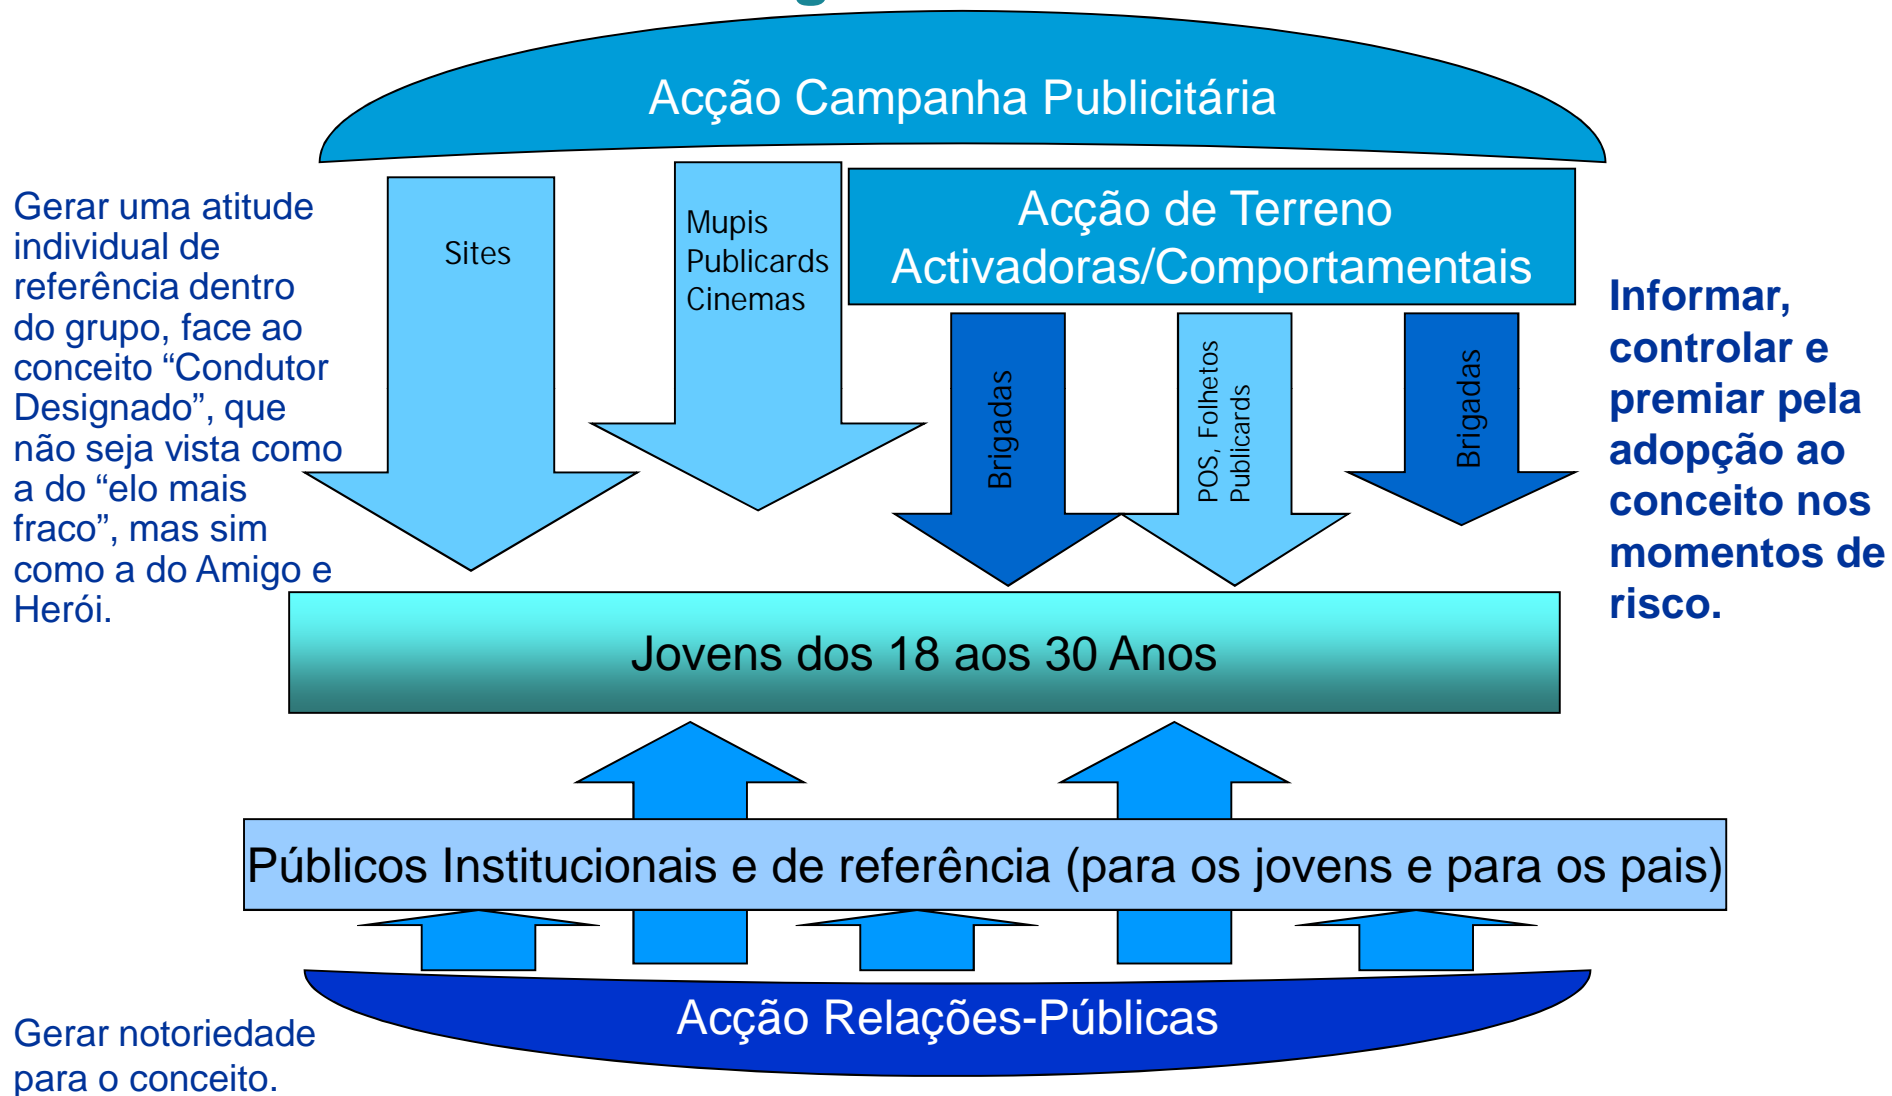 Acção Campanha Publicitária
Gerar uma atitude
individual de
referência dentro
do grupo, face ao
conceito “Condutor
Designado”, que
não seja vista como
a do “elo mais
fraco”, mas sim
como a do Amigo e
Herói.
Sites
Mupis
Publicards
Cinemas
Acção de Terreno
Activadoras/Comportamentais
Brigadas
POS, Folhetos
Publicards
Brigadas
Informar,
controlar e
premiar pela
adopção ao
conceito nos
momentos de
risco.
Jovens dos 18 aos 30 Anos
Públicos Institucionais e de referência (para os jovens e para os pais)
Acção Relações-Públicas
Gerar notoriedade
para o conceito.